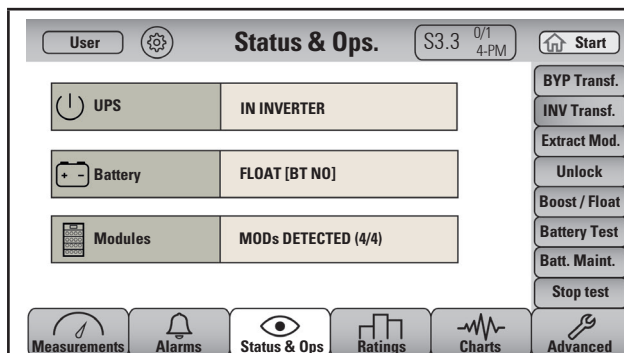 User
Status & Ops.
S3.3 0/1
4-PM
Start
BYP Transf.
INV Transf.
Extract Mod.
Unlock
Boost / Float
Battery Test
Batt. Maint.
Stop test
UPS
IN INVERTER
+ -
Battery
FLOAT [BT NO]
Modules
MODs DETECTED (4/4)
Measurements
Alarms
Status & Ops
Ratings
Charts
Advanced